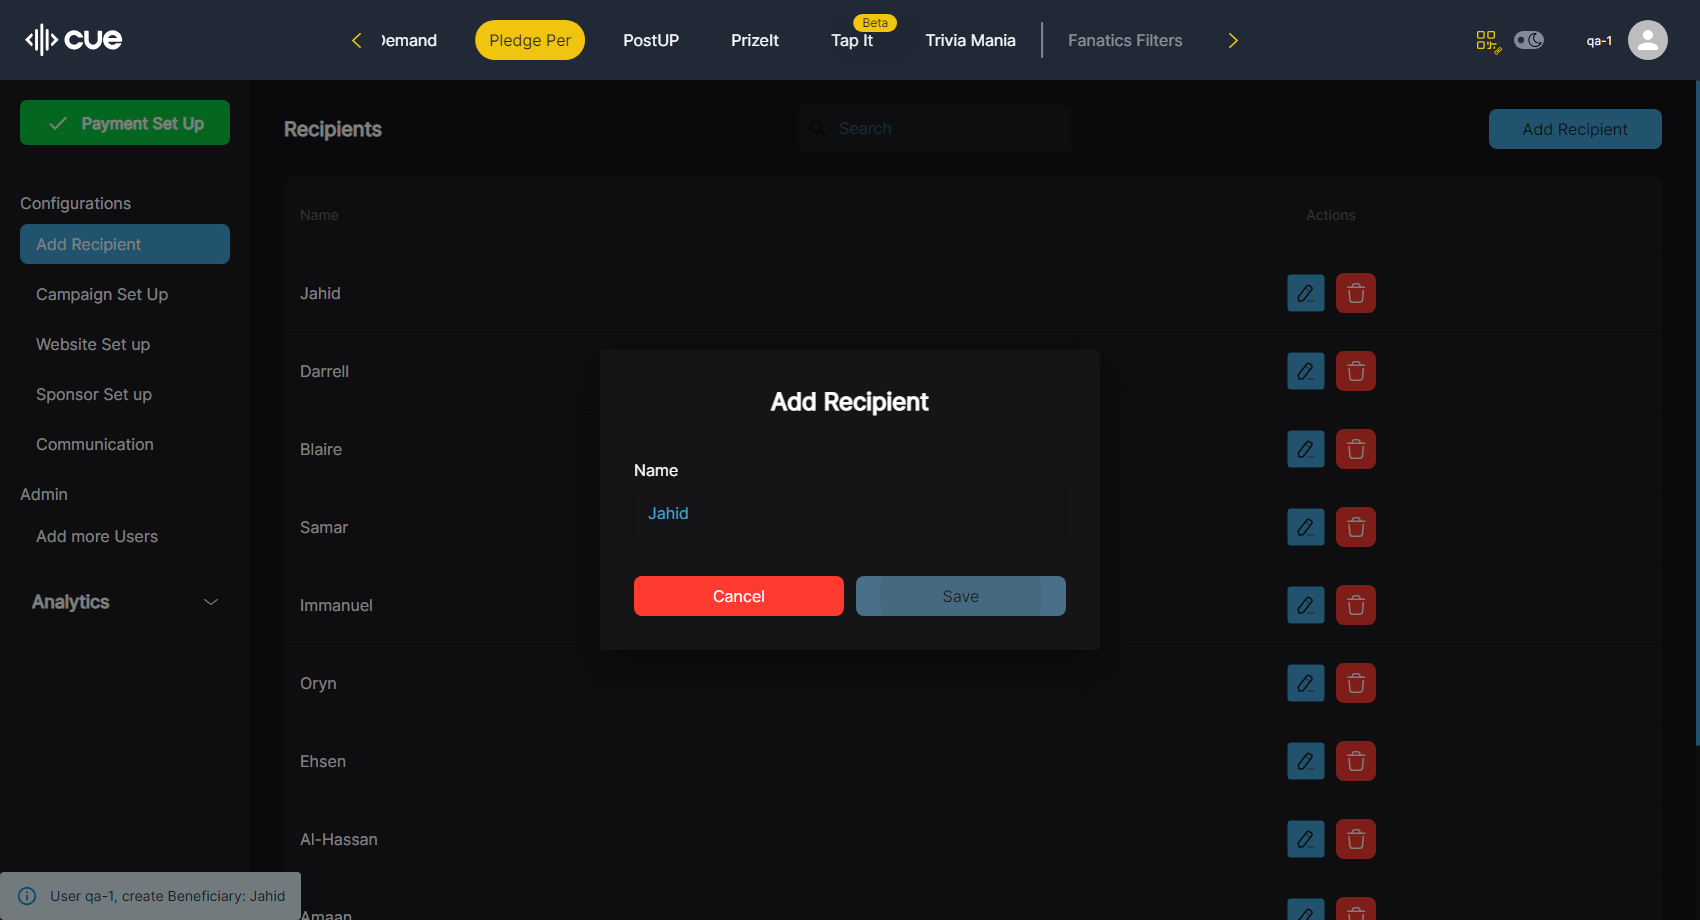 cue
Demand
Pledge Per
PostUP
PrizeIt
Beta
Tap It
Trivia Mania
Fanatics Filters
qa-1
Payment Set Up
Configurations
Add Recipient
Campaign Set Up
Website Set up
Sponsor Set up
Communication
Admin
Add more Users
Analytics
Recipients
Search
Add Recipient
Name
Actions
Jahid
Darrell
Blaire
Samar
Immanuel
Oryn
Ehsen
Al-Hassan
Amaan
Add Recipient
Name
Jahid
Cancel
Save
User qa-1, create Beneficiary: Jahid